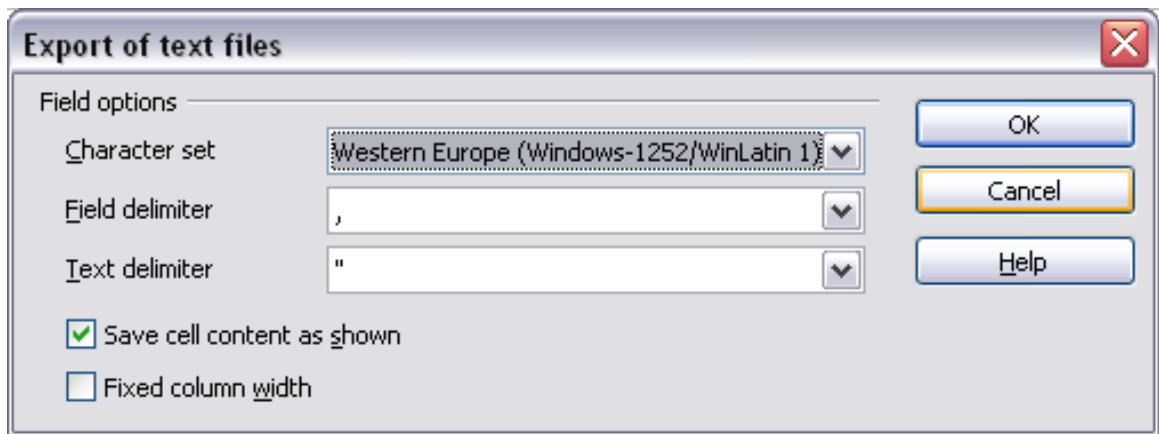 Export of text files
Field options
Character set
Western Europe (Windows-1252/WinLatin 1)
Field delimiter
,
Text delimiter
"
Save cell content as shown
Fixed column width
OK
Cancel
Help